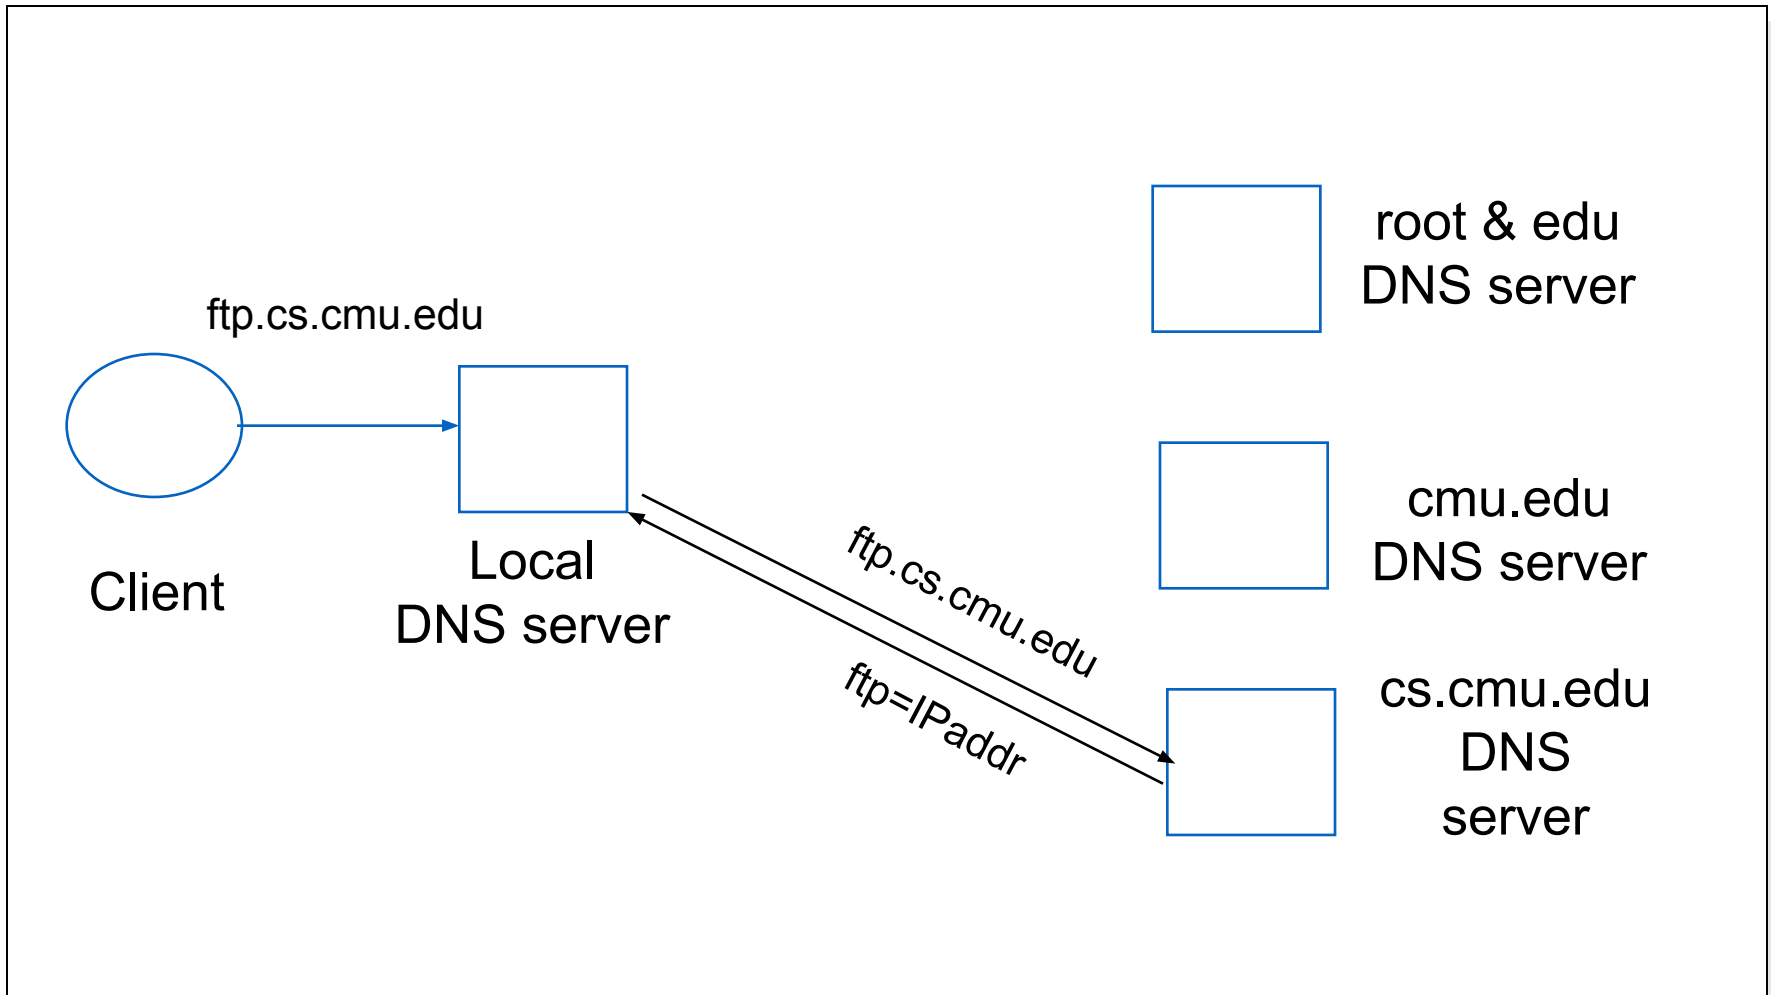 root & edu
DNS server
ftp.cs.cmu.edu
Client
Local
DNS server
ftp.cs.cmu.edu
ftp=IPaddr
cmu.edu
DNS server
cs.cmu.edu
DNS
server